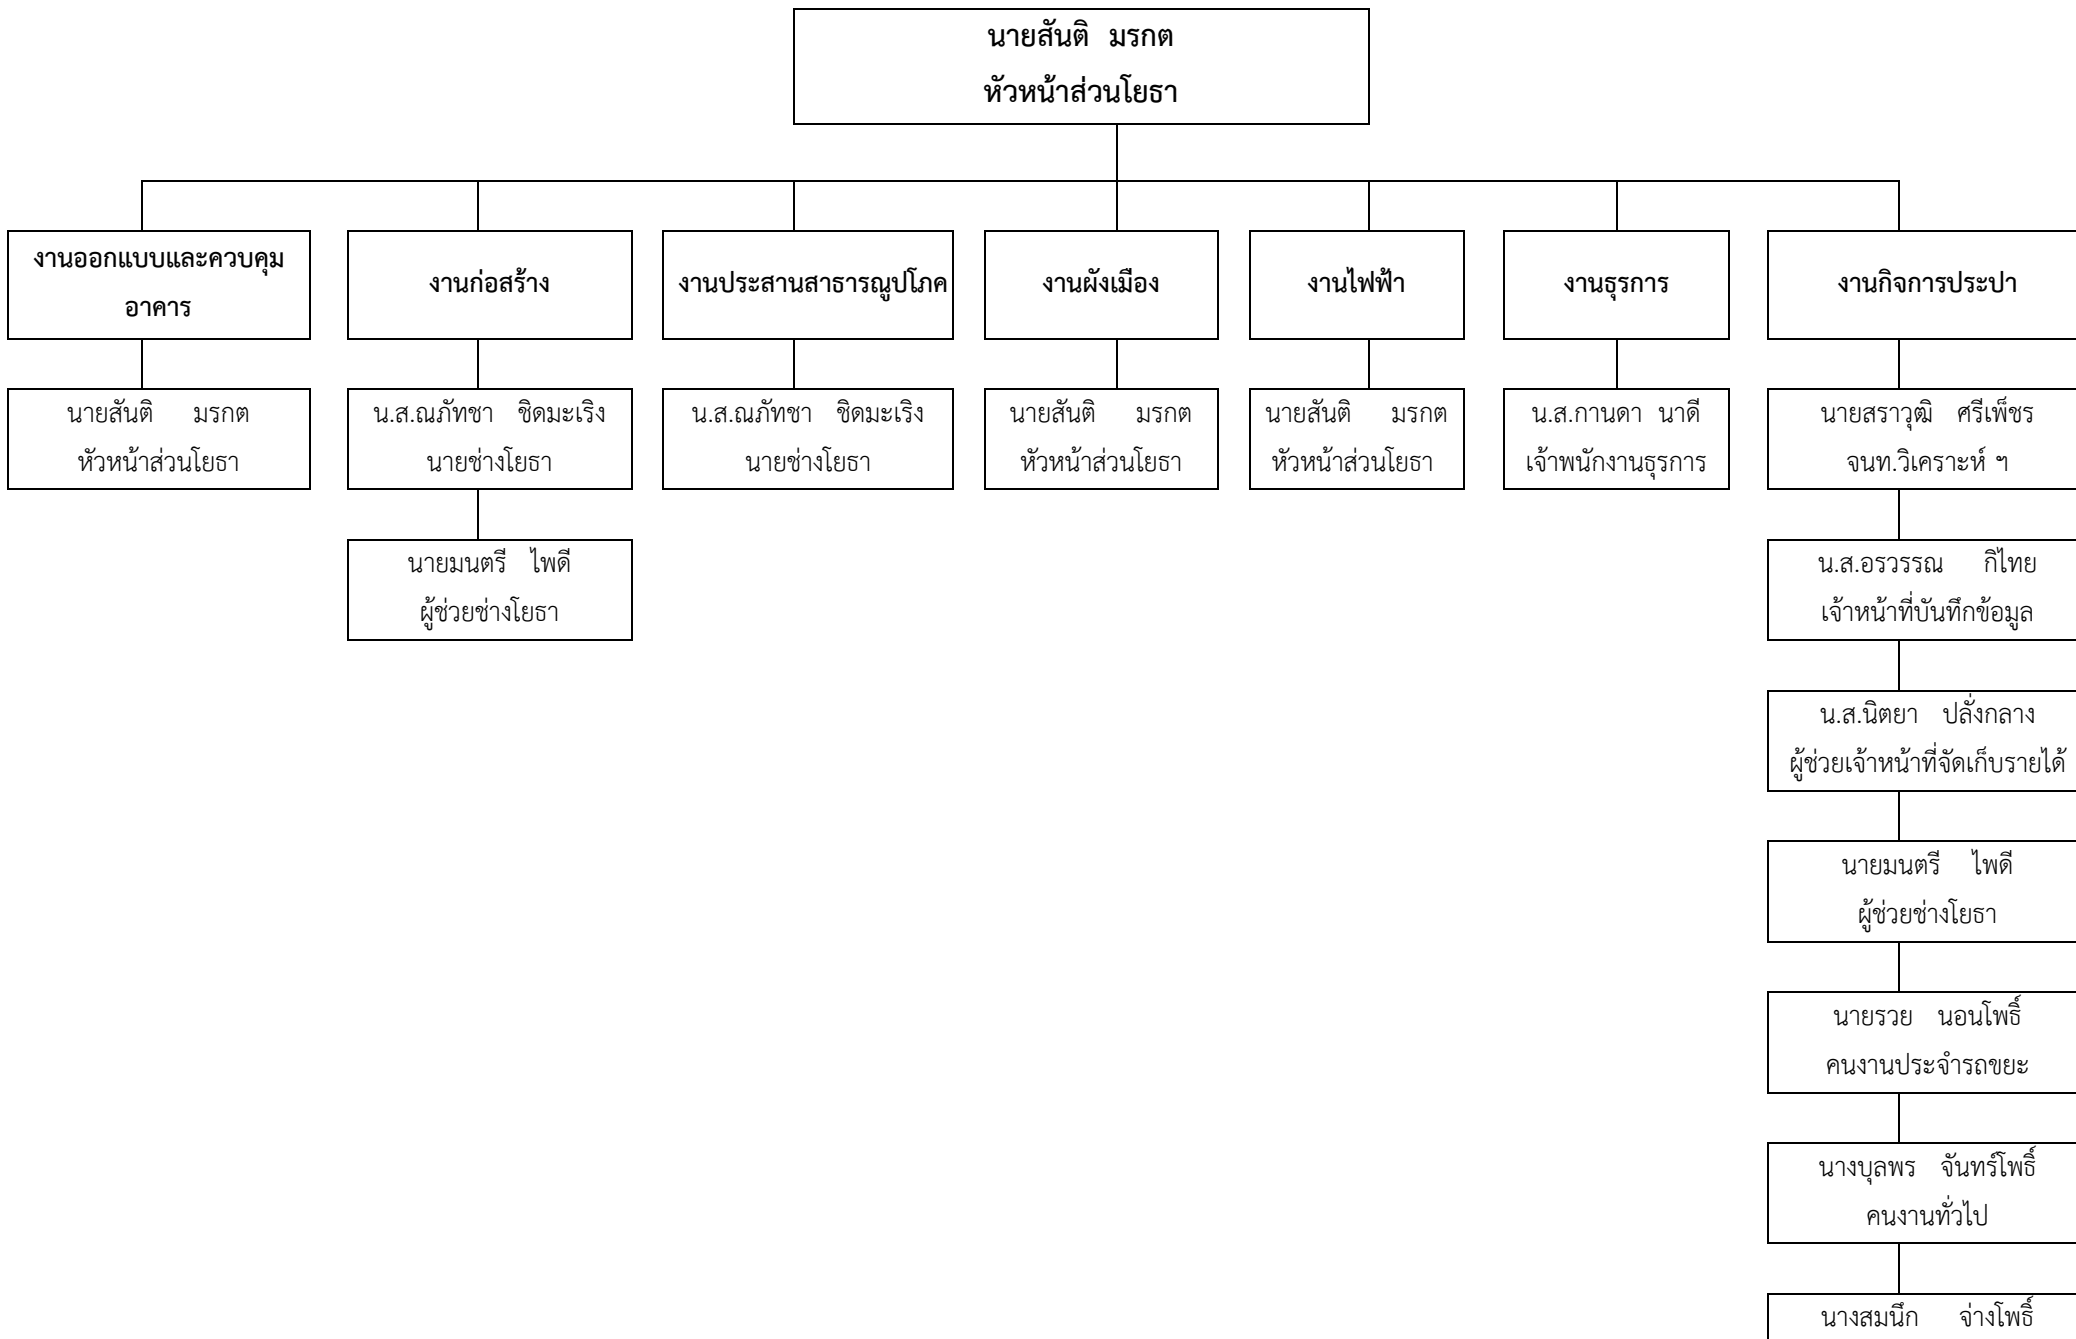 นายสันติ มรกต
หัวหน้าส่วนโยธา
งานออกแบบและควบคุม
อาคาร
งานก่อสร้าง
งานประสานสาธารณูปโภค
งานผังเมือง
งานไฟฟ้า
งานธุรการ
งานกิจการประปา
นายสันติ มรกต
หัวหน้าส่วนโยธา
น.ส.ณภัทชา ชิดมะเริง
นายช่างโยธา
น.ส.ณภัทชา ชิดมะเริง
นายช่างโยธา
นายสันติ มรกต
หัวหน้าส่วนโยธา
นายสันติ มรกต
หัวหน้าส่วนโยธา
น.ส.กานดา นาดี
เจ้าพนักงานธุรการ
นายสราวุฒิ ศรีเพ็ชร
จนท.วิเคราะห์ ฯ
นายมนตรี ไพดี
ผู้ช่วยช่างโยธา
น.ส.อรวรรณ กิไทย
เจ้าหน้าที่บันทึกข้อมูล
น.ส.นิตยา ปลั่งกลาง
ผู้ช่วยเจ้าหน้าที่จัดเก็บรายได้
นายมนตรี ไพดี
ผู้ช่วยช่างโยธา
นายรวย นอนโพธิ์
คนงานประจำรถขยะ
นางบุลพร จันทร์โพธิ์
คนงานทั่วไป
นางสมนึก จ่างโพธิ์